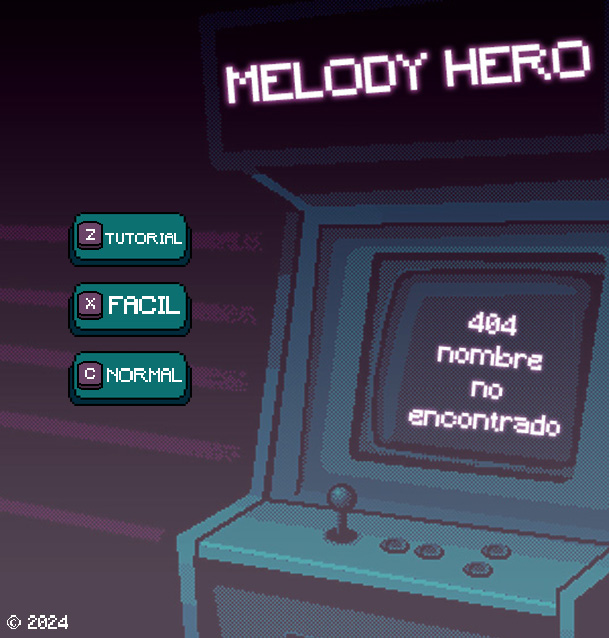 MELODY HERO
Z TUTORIAL
X FACIL
C NORMAL
404
nombre
no
encontrado
© 2024